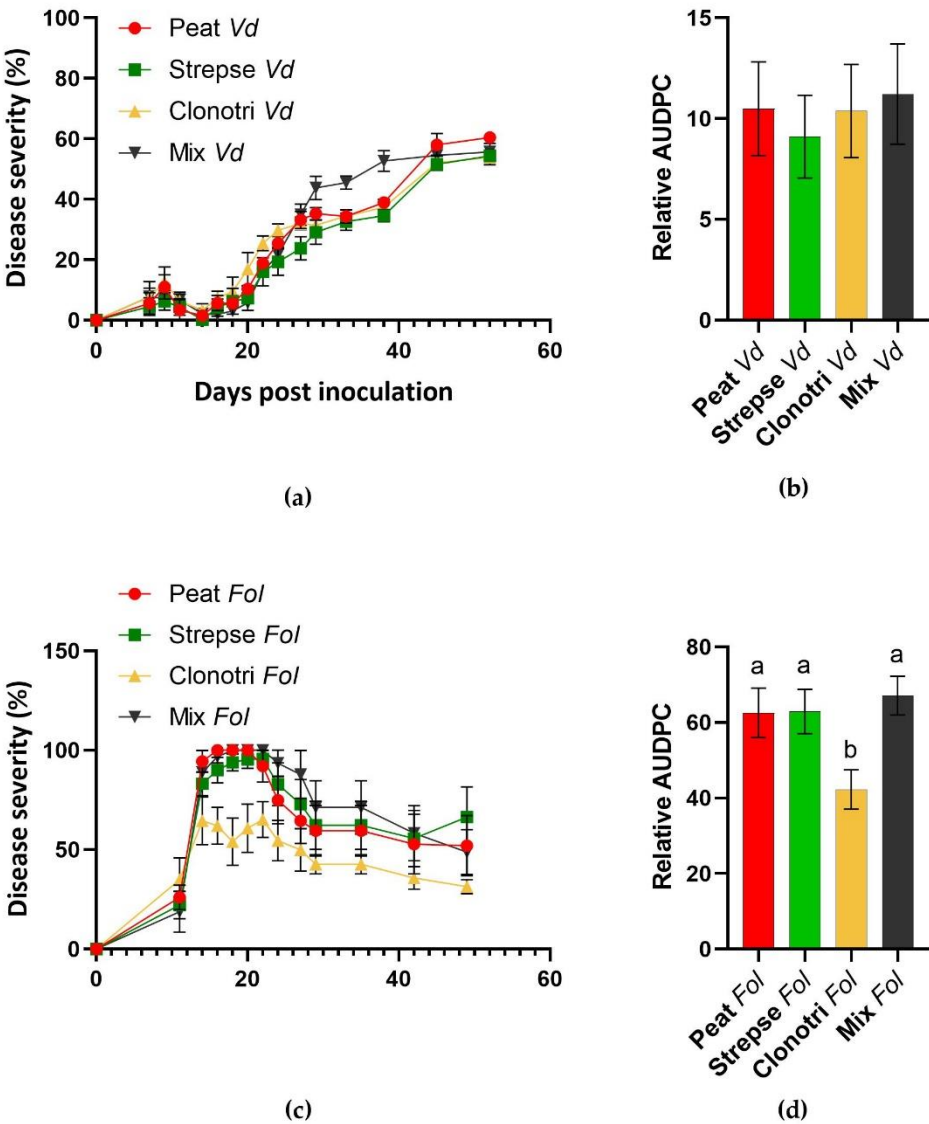 Peat Vd
Strepse Vd
Clonotri Vd
Mix Vd
Disease severity (%)
100
80
60
40
20
0
0 20 40 60
Days post inoculation
(a)
Relative AUDPC
15
10
5
0
Peat Vd
Strepse Vd
Clonotri Vd
Mix Vd
(b)
Peat Fol
Strepse Fol
Clonotri Fol
Mix Fol
Disease severity (%)
150
100
50
0
0 20 40 60
(c)
Relative AUDPC
80
60
40
20
0
a
a
b
a
Peat Fol
Strepse Fol
Clonotri Fol
Mix Fol
(d)